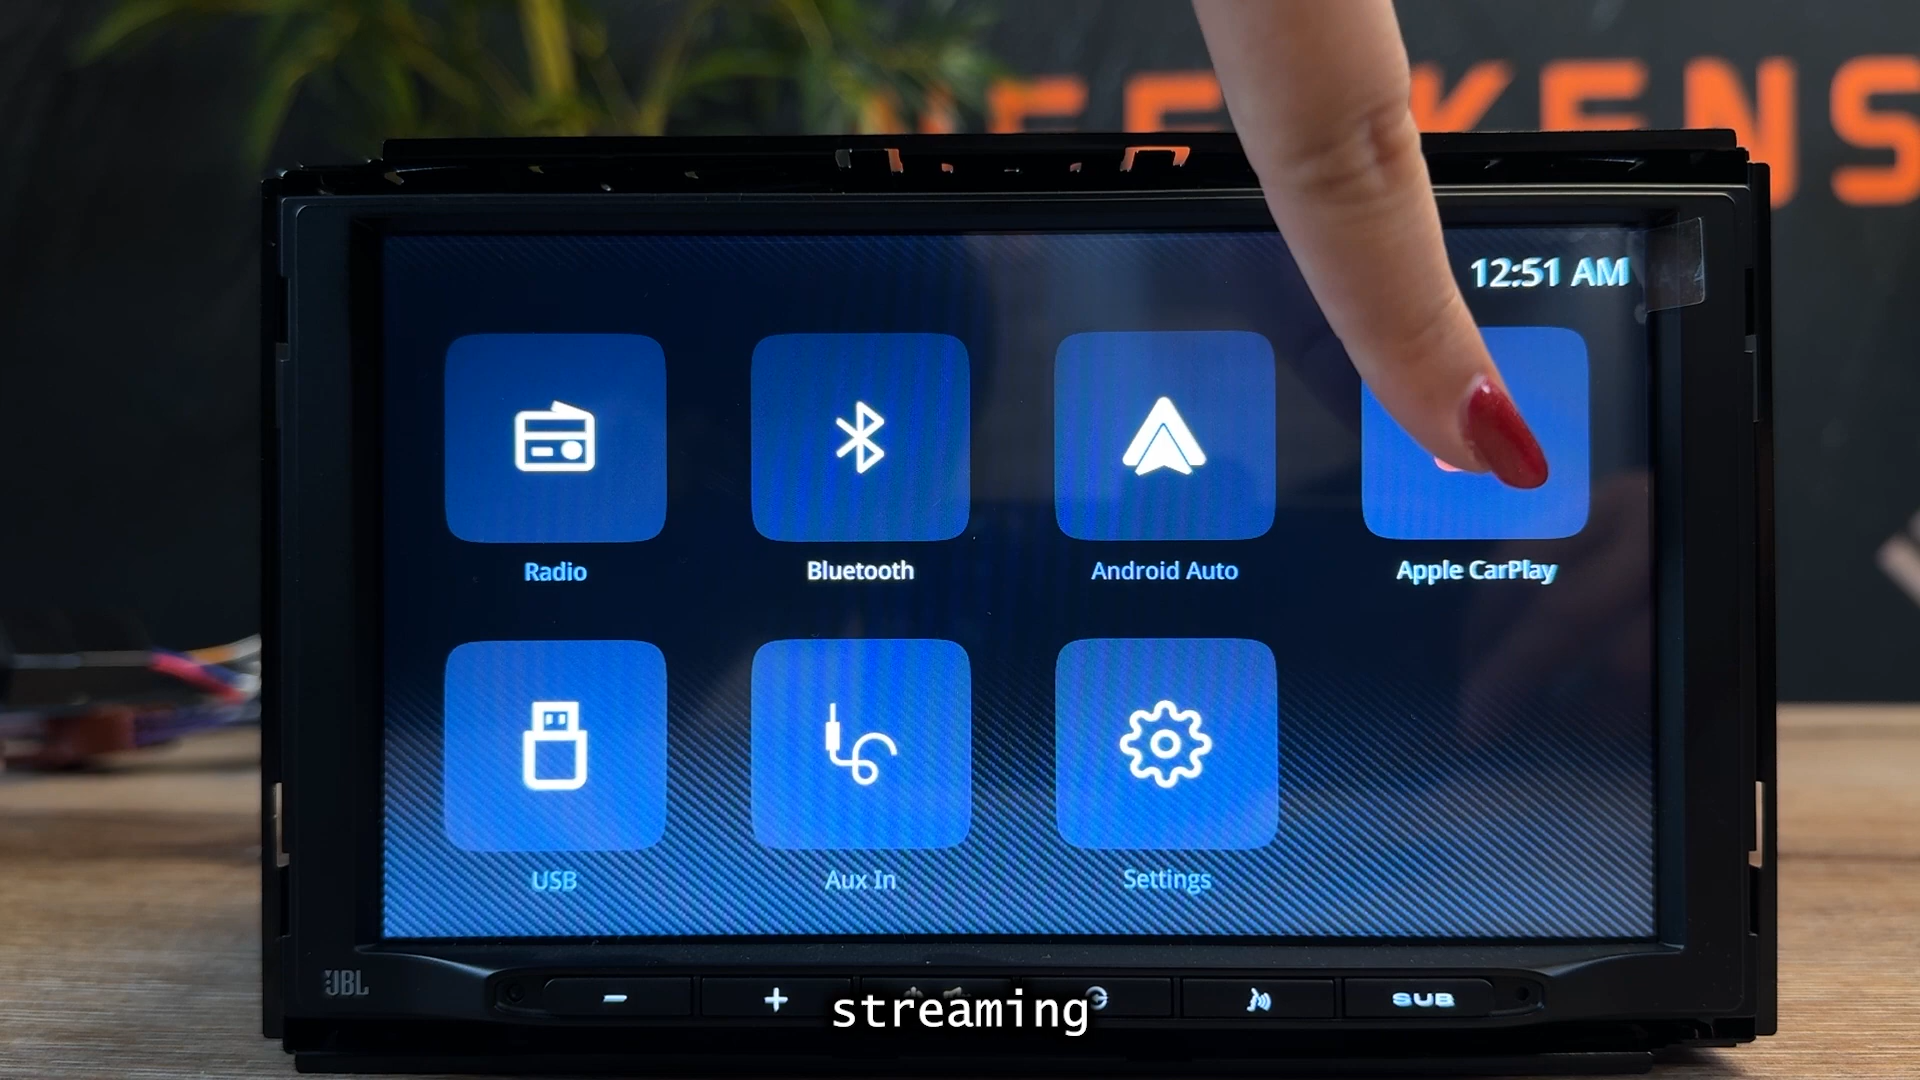 12:51 AM
Radio
Bluetooth
Android Auto
Apple CarPlay
USB
Aux In
Settings
JBL
SUB
streaming